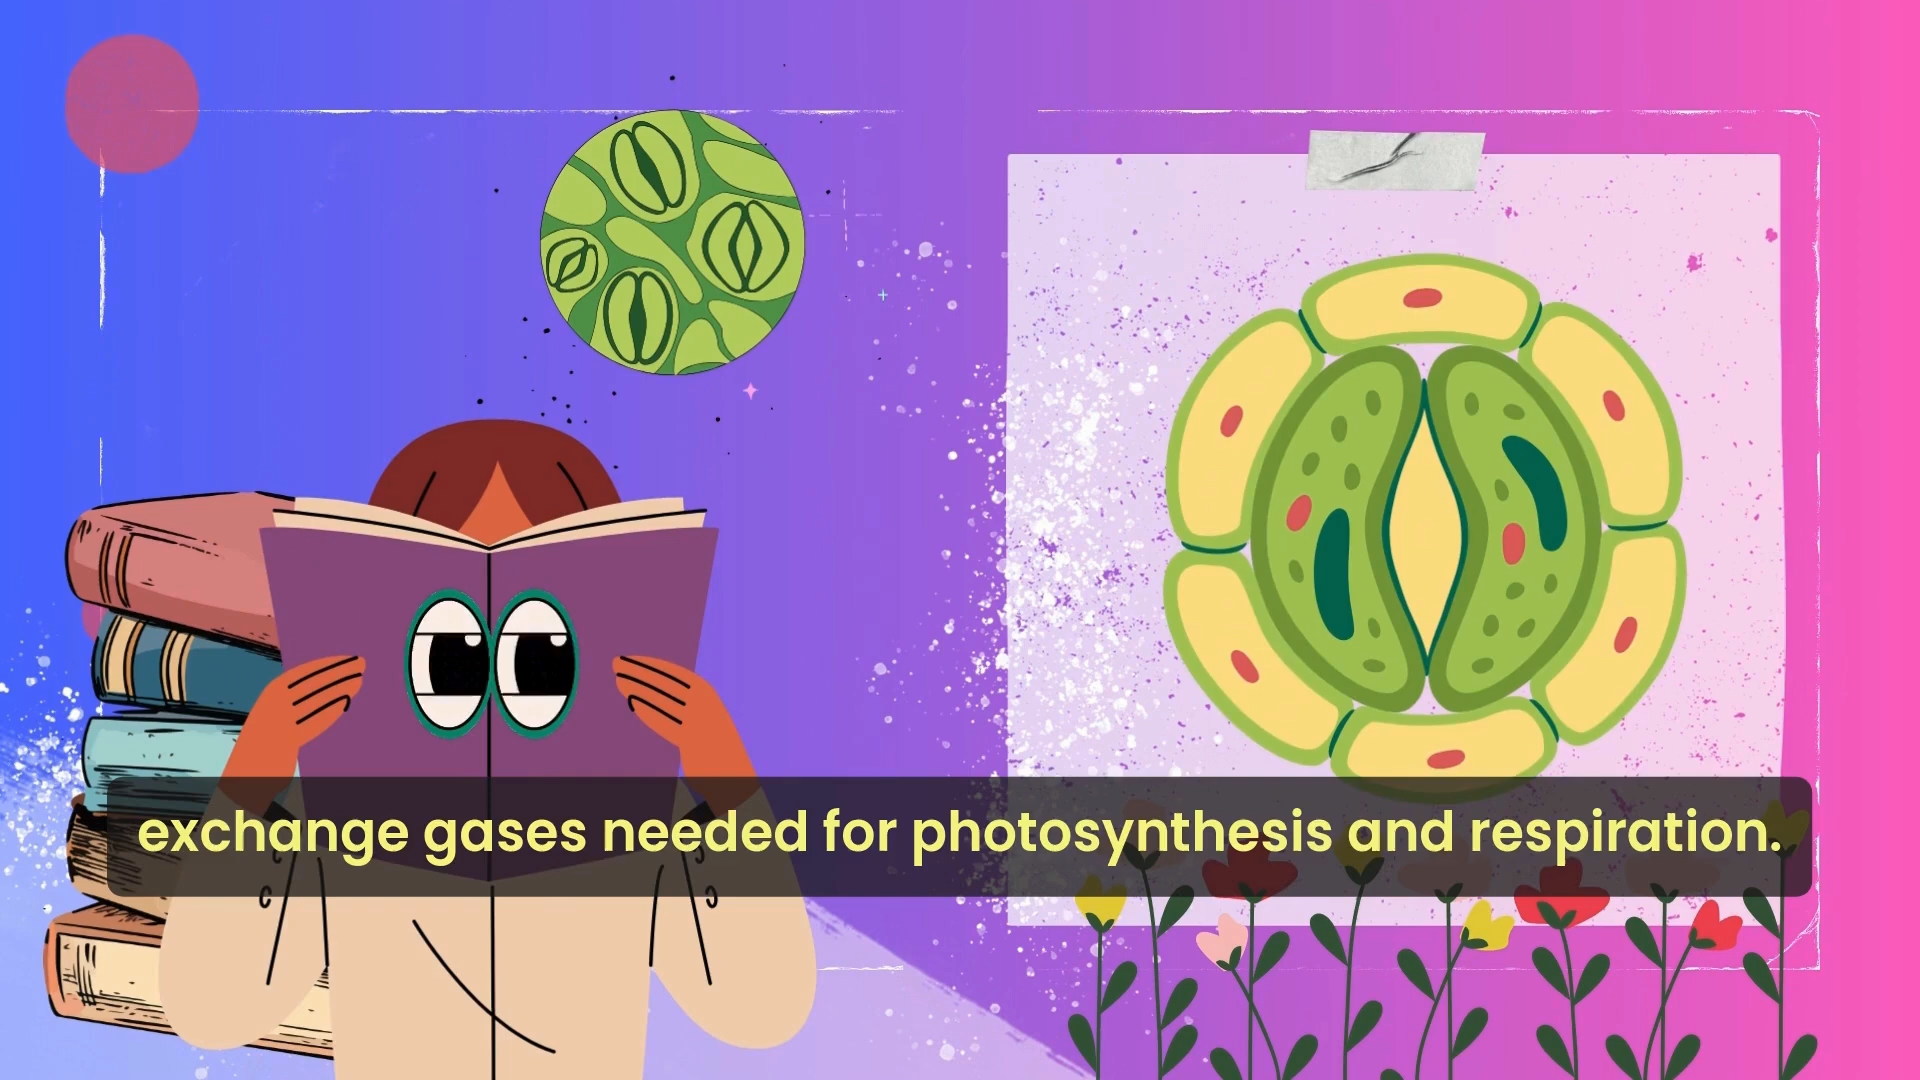 exchange gases needed for photosynthesis and respiration.